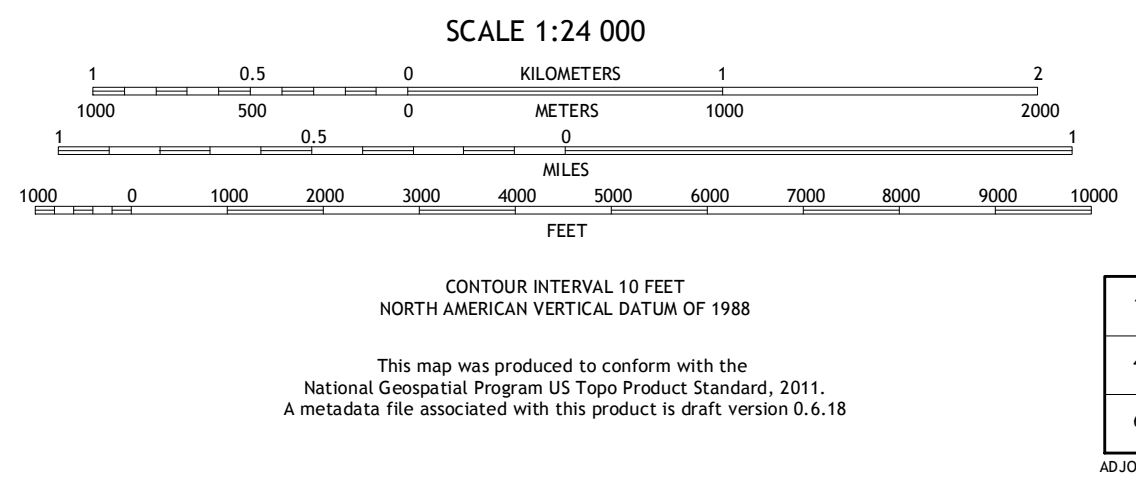 SCALE 1:24 000
1 0.5 0 KILOMETERS 1 2
1000 500 0 METERS 1000 2000
1 0.5 0 1
MILES
1000 0 1000 2000 3000 4000 5000 6000 7000 8000 9000 10000
FEET
CONTOUR INTERVAL 10 FEET
NORTH AMERICAN VERTICAL DATUM OF 1988
This map was produced to conform with the
National Geospatial Program US Topo Product Standard, 2011.
A metadata file associated with this product is draft version 0.6.18
ADJO